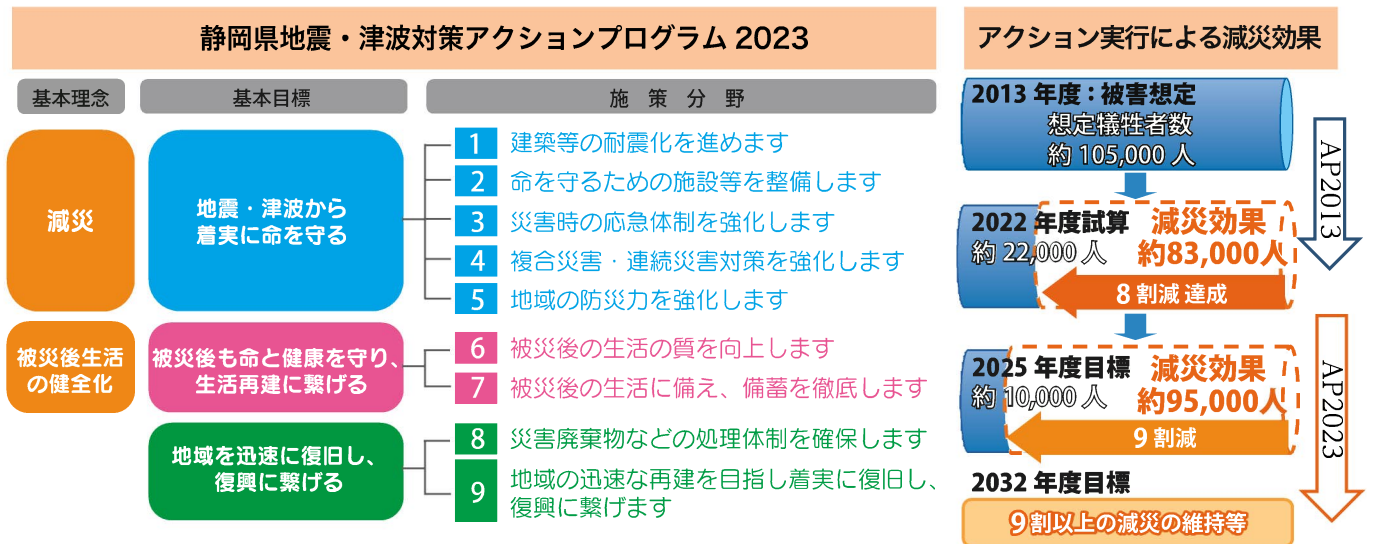 静岡県地震・津波対策アクションプログラム 2023
基本理念
基本目標
施策分野
減災
地震・津波から
着実に命を守る
1 建築等の耐震化を進めます
2 命を守るための施設等を整備します
3 災害時の応急体制を強化します
4 複合災害・連続災害対策を強化します
5 地域の防災力を強化します
被災後生活
の健全化
被災後も命と健康を守り、
生活再建に繋げる
6 被災後の生活の質を向上します
7 被災後の生活に備え、備蓄を徹底します
地域を迅速に復旧し、
復興に繋げる
8 災害廃棄物などの処理体制を確保します
9 地域の迅速な再建を目指し着実に復旧し、
復興に繋げます
アクション実行による減災効果
2013 年度：被害想定
想定犠牲者数
約 105,000 人
AP2013
2022 年度試算
約 22,000 人
減災効果
約83,000人
8 割減 達成
2025 年度目標
約 10,000 人
減災効果
約95,000人
9 割減
AP2023
2032 年度目標
9割以上の減災の維持等